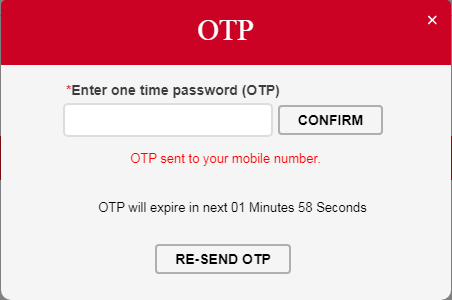 OTP
×
*Enter one time password (OTP)
CONFIRM
OTP sent to your mobile number.
OTP will expire in next 01 Minutes 58 Seconds
RE-SEND OTP